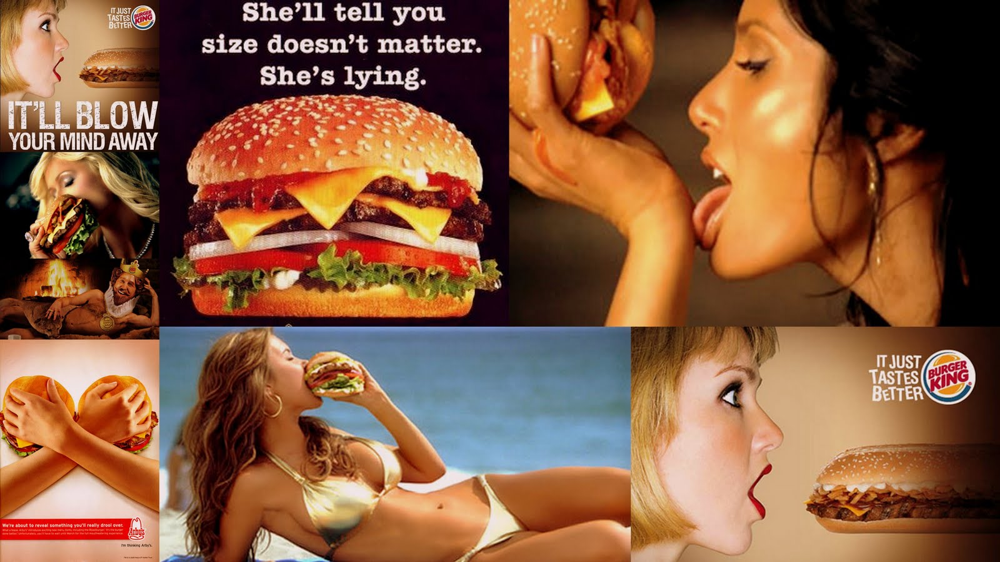 IT JUST
TASTES
BETTER
BURGER
KING
IT'LL BLOW
YOUR MIND AWAY
She'll tell you
size doesn't matter.
She's lying.
We're about to reveal something you'll really drool over.
Arby's
I'm thinking Arby's.
IT JUST
TASTES
BETTER
BURGER
KING